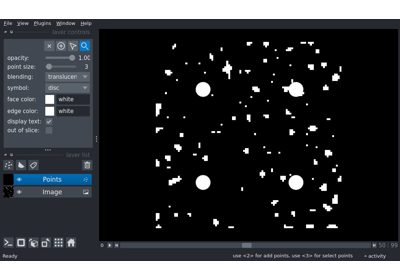 File View Plugins Window Help
layer controls
opacity: 1.00
point size: 3
blending: translucen
symbol: disc
face color: white
edge color: white
display text:
out of slice:
layer list
Points
Image
0 50 99
Ready use <2> for add points, use <3> for select points activity